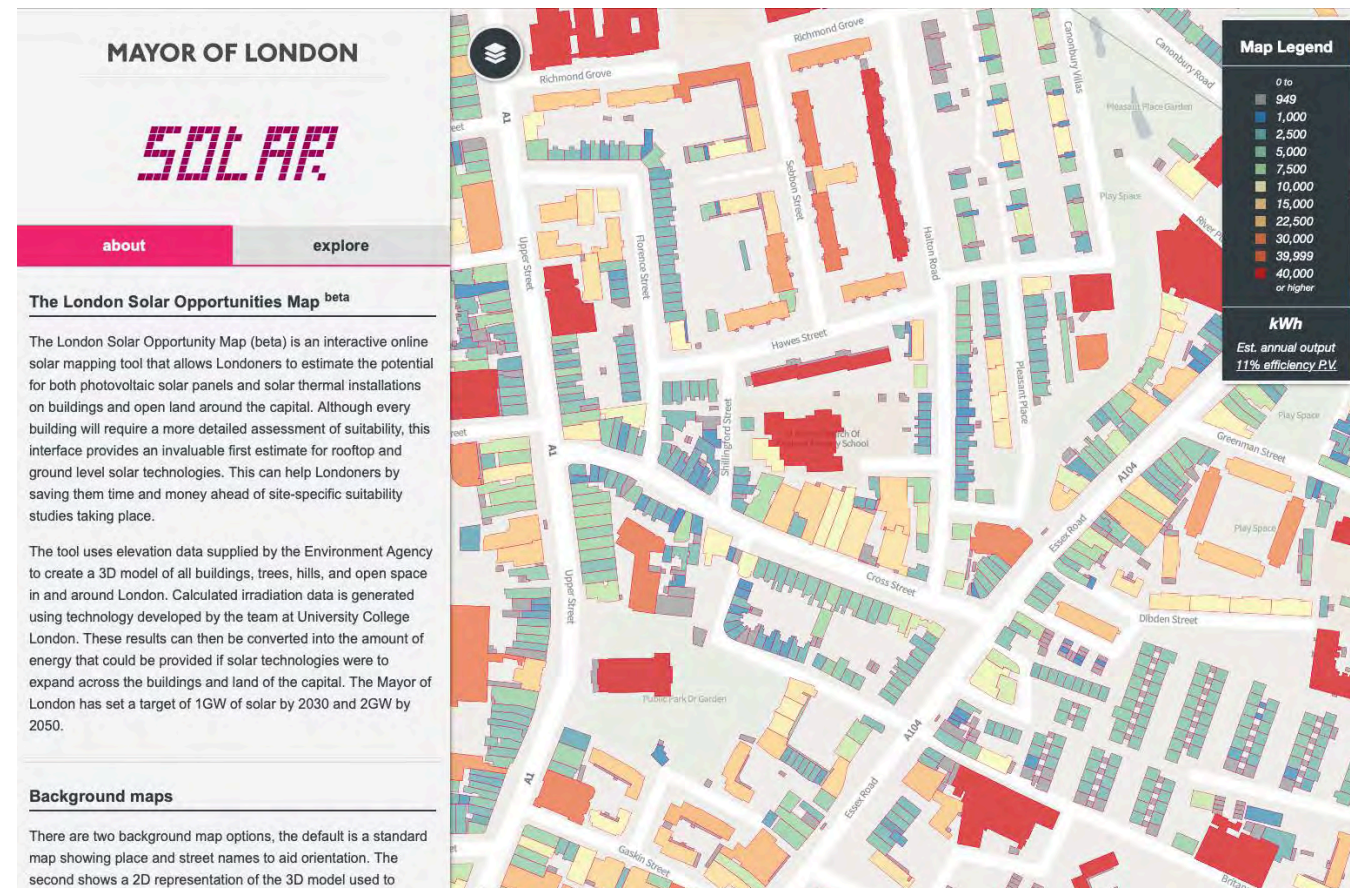 MAYOR OF LONDON
SOLAR
about
explore
The London Solar Opportunities Map beta
The London Solar Opportunity Map (beta) is an interactive online
solar mapping tool that allows Londoners to estimate the potential
for both photovoltaic solar panels and solar thermal installations
on buildings and open land around the capital. Although every
building will require a more detailed assessment of suitability, this
interface provides an invaluable first estimate for rooftop and
ground level solar technologies. This can help Londoners by
saving them time and money ahead of site-specific suitability
studies taking place.
The tool uses elevation data supplied by the Environment Agency
to create a 3D model of all buildings, trees, hills, and open space
in and around London. Calculated irradiation data is generated
using technology developed by the team at University College
London. These results can then be converted into the amount of
energy that could be provided if solar technologies were to
expand across the buildings and land of the capital. The Mayor of
London has set a target of 1GW of solar by 2030 and 2GW by
2050.
Background maps
There are two background map options, the default is a standard
map showing place and street names to aid orientation. The
second shows a 2D representation of the 3D model used to
Richmond Grove
Richmond Grove
Canonbury Villas
Canonbury Road
A1
Pleasant Place Garden
Play Space
Sebbon Street
Halton Road
Upper Street
Florence Street
Hawes Street
Pleasant Place
Shillingford Street
School
A1
A104
Essex Road
Play Space
Greenman Street
Play Space
Cross Street
Dibden Street
Upper Street
Public Park Or Garden
A104
A1
Essex Road
Gaskin Street
Map Legend
0 to
949
1,000
2,500
5,000
7,500
10,000
15,000
22,500
30,000
39,999
40,000
or higher
kWh
Est. annual output
11% efficiency P.V.